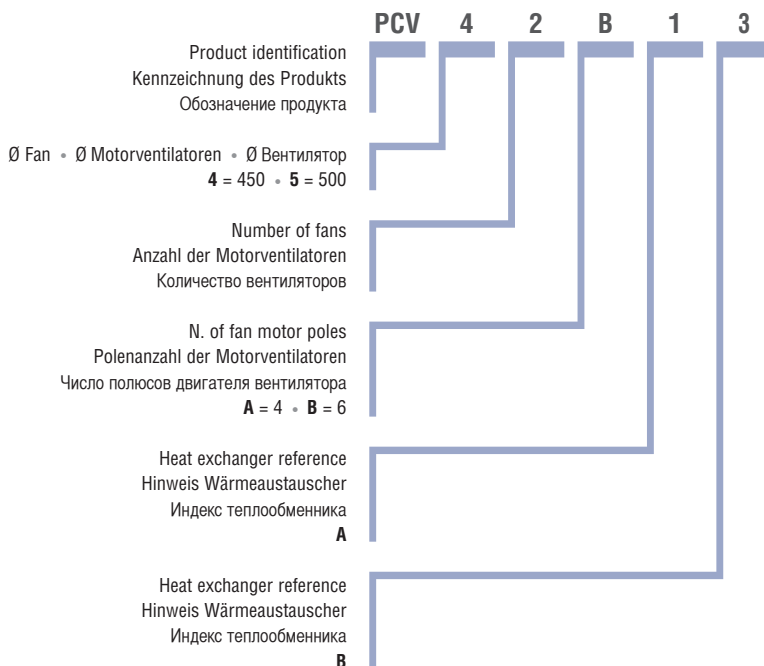 PCV 4 2 B 1 3
Product identification
Kennzeichnung des Produkts
Обозначение продукта
Ø Fan • Ø Motorventilatoren • Ø Вентилятор
4 = 450 • 5 = 500
Number of fans
Anzahl der Motorventilatoren
Количество вентиляторов
N. of fan motor poles
Polenanzahl der Motorventilatoren
Число полюсов двигателя вентилятора
A = 4 • B = 6
Heat exchanger reference
Hinweis Wärmeaustauscher
Индекс теплообменника
A
Heat exchanger reference
Hinweis Wärmeaustauscher
Индекс теплообменника
B